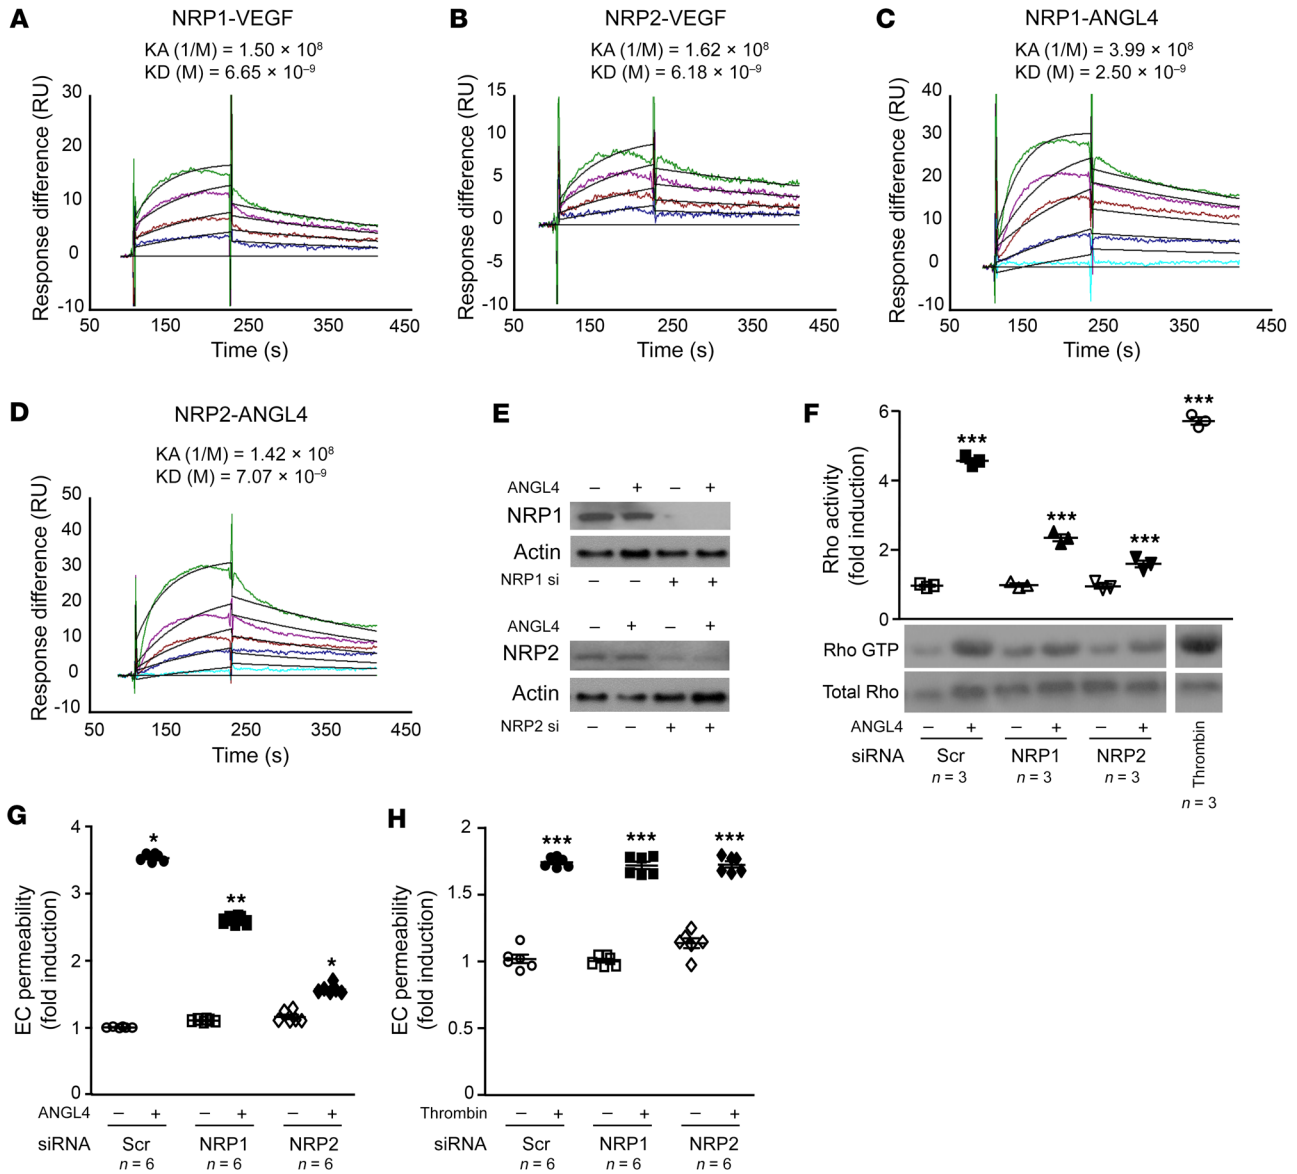 A
NRP1-VEGF
KA (1/M) = 1.50 × 10⁸
KD (M) = 6.65 × 10⁻⁹
Response difference (RU)
30
20
10
0
-10
50 150 250 350 450
Time (s)
B
NRP2-VEGF
KA (1/M) = 1.62 × 10⁸
KD (M) = 6.18 × 10⁻⁹
Response difference (RU)
15
10
5
0
-5
-10
50 150 250 350 450
Time (s)
C
NRP1-ANGL4
KA (1/M) = 3.99 × 10⁸
KD (M) = 2.50 × 10⁻⁹
Response difference (RU)
40
30
20
10
0
-10
50 150 250 350 450
Time (s)
D
NRP2-ANGL4
KA (1/M) = 1.42 × 10⁸
KD (M) = 7.07 × 10⁻⁹
Response difference (RU)
50
40
30
20
10
0
-10
50 150 250 350 450
Time (s)
E
ANGL4 – + – +
NRP1
Actin
NRP1 si – – + +
ANGL4 – + – +
NRP2
Actin
NRP2 si – – + +
F
Rho activity
(fold induction)
6
4
2
0
*** *** *** ***
Rho GTP
Total Rho
ANGL4 – + – + – +
siRNA Scr NRP1 NRP2
n = 3 n = 3 n = 3
Thrombin
n = 3
G
EC permeability
(fold induction)
4
3
2
1
0
* ** *
ANGL4 – + – + – +
siRNA Scr NRP1 NRP2
n = 6 n = 6 n = 6
H
EC permeability
(fold induction)
2
1.5
1
0.5
0
*** *** ***
Thrombin – + – + – +
siRNA Scr NRP1 NRP2
n = 6 n = 6 n = 6